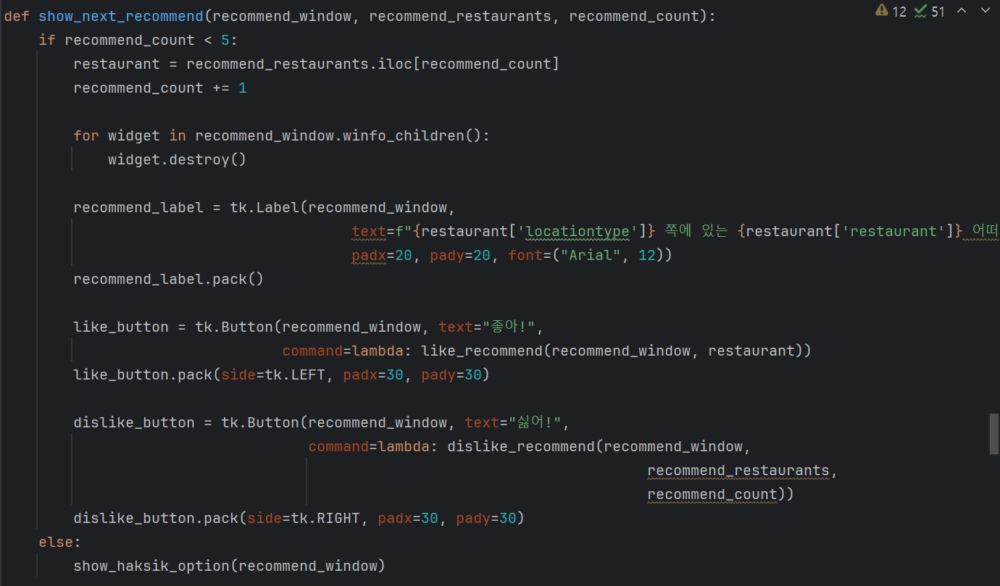 def show_next_recommend(recommend_window, recommend_restaurants, recommend_count):
12 51
    if recommend_count < 5:
        restaurant = recommend_restaurants.iloc[recommend_count]
        recommend_count += 1
        for widget in recommend_window.winfo_children():
            widget.destroy()
        recommend_label = tk.Label(recommend_window,
                                        text=f"{restaurant['locationtype']} 쪽에 있는 {restaurant['restaurant']} 어떠
                                        padx=20, pady=20, font=("Arial", 12))
        recommend_label.pack()
        like_button = tk.Button(recommend_window, text="좋아!",
                                command=lambda: like_recommend(recommend_window, restaurant))
        like_button.pack(side=tk.LEFT, padx=30, pady=30)
        dislike_button = tk.Button(recommend_window, text="싫어!",
                                   command=lambda: dislike_recommend(recommend_window,
                                                                          recommend_restaurants,
                                                                          recommend_count))
        dislike_button.pack(side=tk.RIGHT, padx=30, pady=30)
    else:
        show_haksik_option(recommend_window)